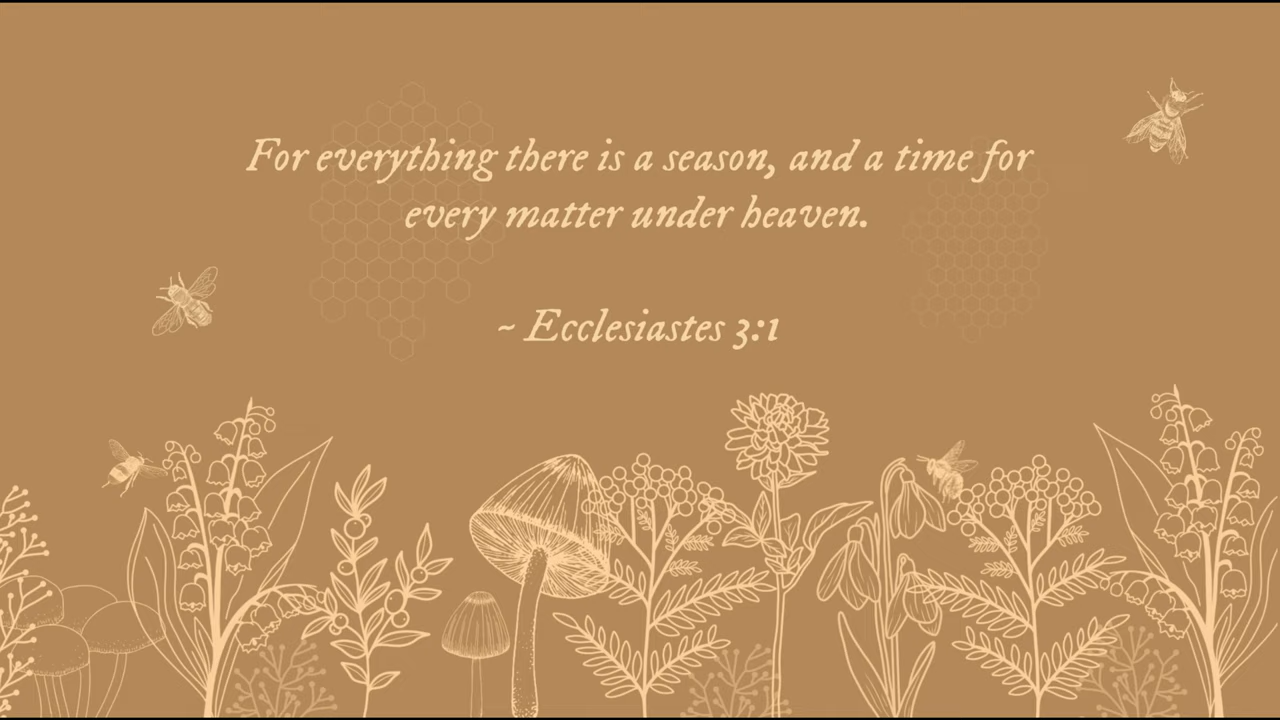 For everything there is a season, and a time for
every matter under heaven.
~ Ecclesiastes 3:1